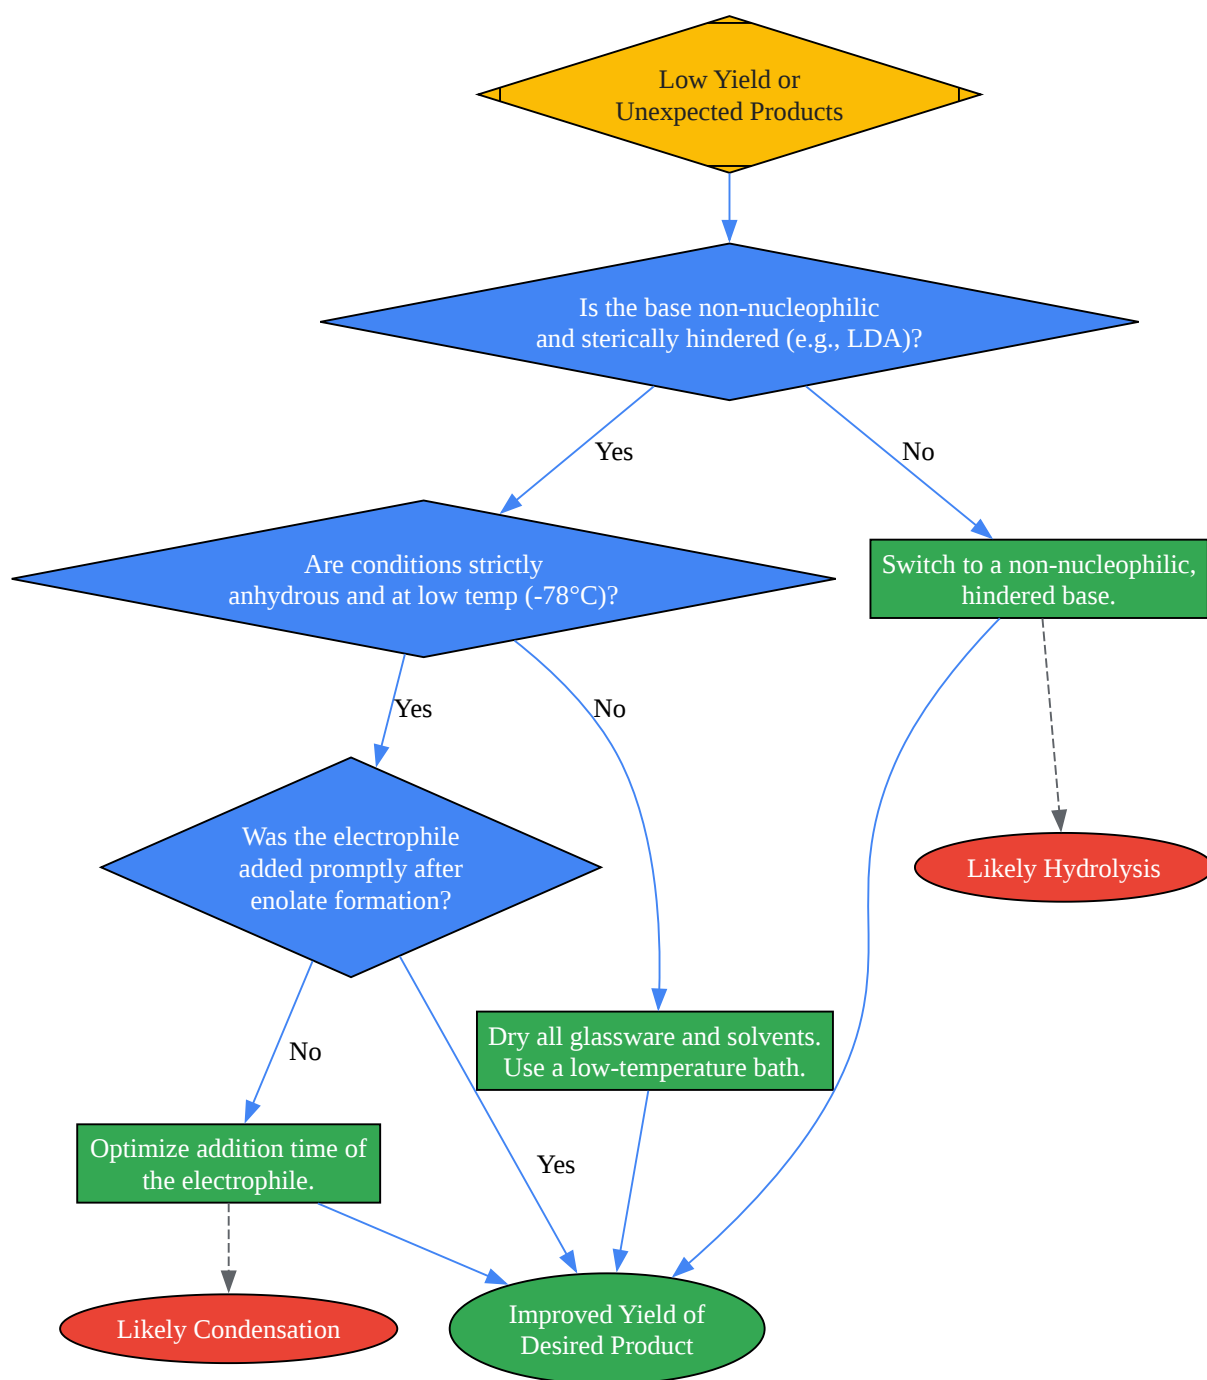 Low Yield or
Unexpected Products
Is the base non-nucleophilic
and sterically hindered (e.g., LDA)?
Yes
No
Are conditions strictly
anhydrous and at low temp (-78°C)?
Switch to a non-nucleophilic,
hindered base.
Yes
No
Was the electrophile
added promptly after
enolate formation?
Likely Hydrolysis
No
Dry all glassware and solvents.
Use a low-temperature bath.
Optimize addition time of
the electrophile.
Yes
Likely Condensation
Improved Yield of
Desired Product